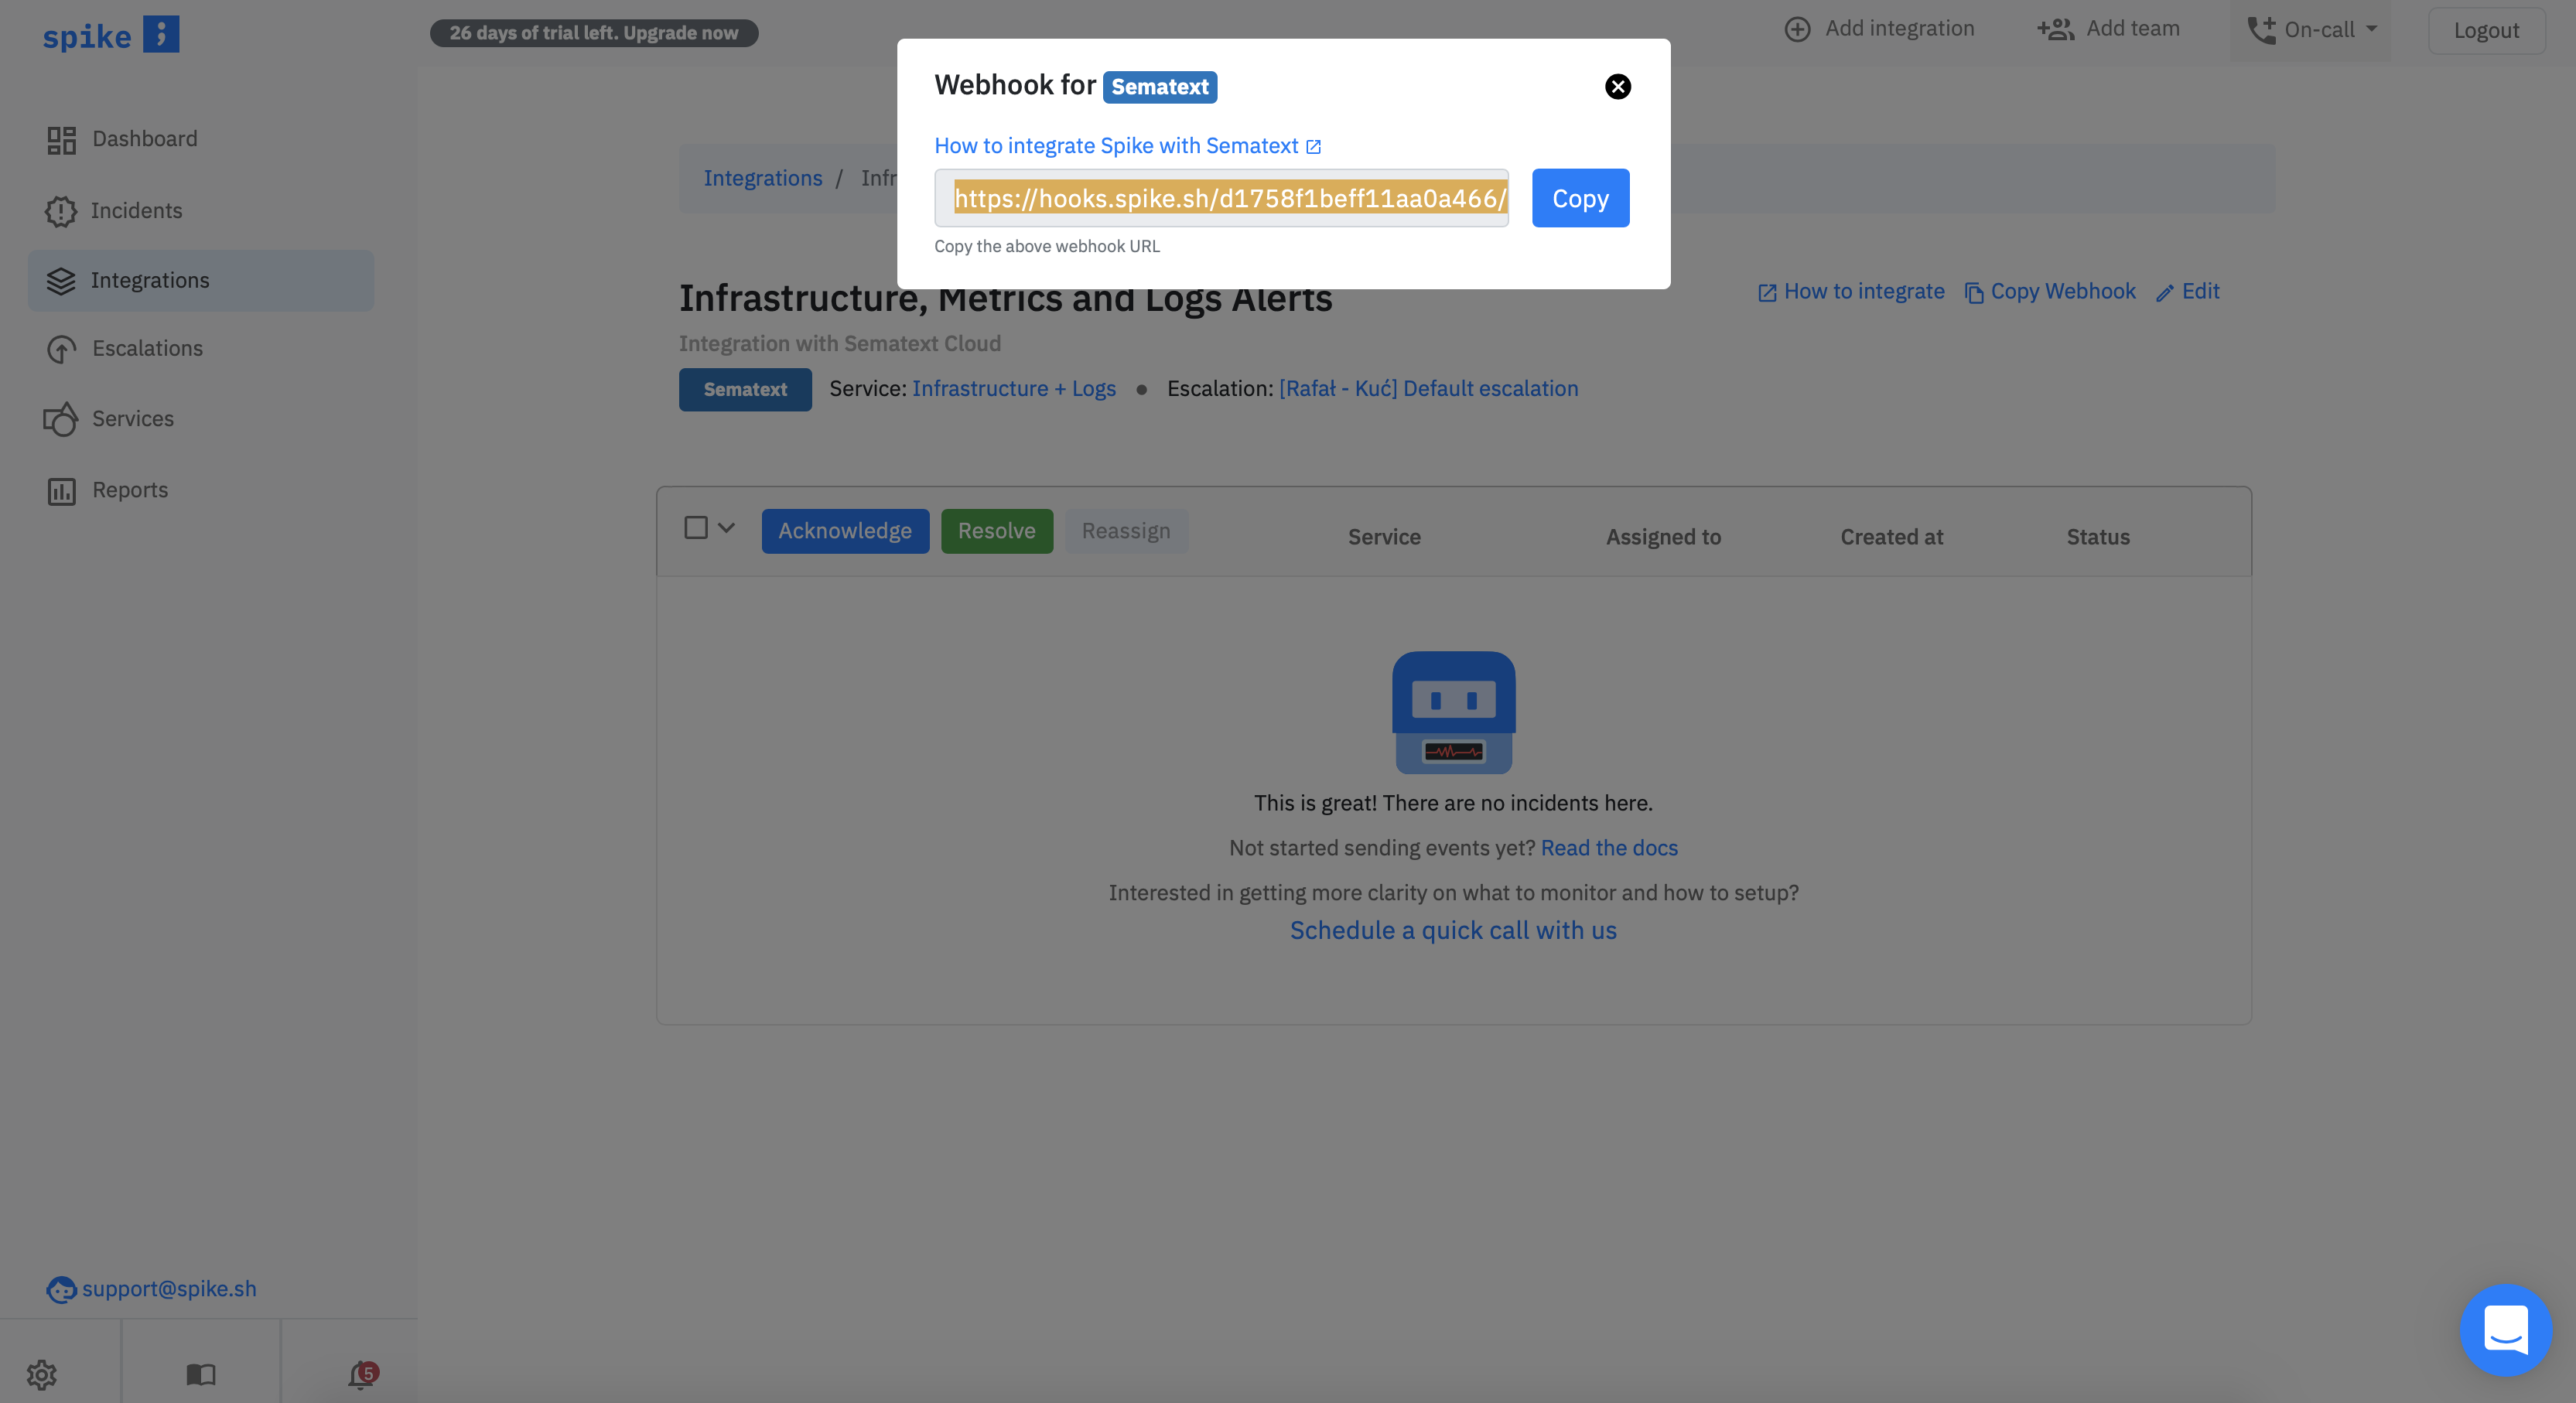 spike ;
26 days of trial left. Upgrade now
Add integration
Add team
On-call
Logout
Webhook for Sematext
How to integrate Spike with Sematext
https://hooks.spike.sh/d1758f1beff11aa0a466/
Copy
Copy the above webhook URL
Dashboard
Incidents
Integrations
Escalations
Services
Reports
Integrations / Infr
Infrastructure, Metrics and Logs Alerts
How to integrate
Copy Webhook
Edit
Integration with Sematext Cloud
Sematext Service: Infrastructure + Logs ● Escalation: [Rafał - Kuć] Default escalation
Acknowledge
Resolve
Reassign
Service
Assigned to
Created at
Status
This is great! There are no incidents here.
Not started sending events yet? Read the docs
Interested in getting more clarity on what to monitor and how to setup?
Schedule a quick call with us
support@spike.sh
5